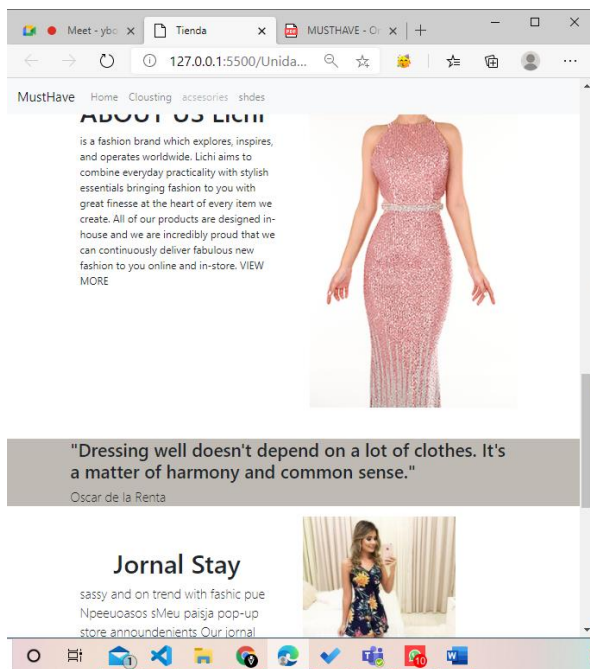 Meet - ybo
Tienda
MUSTHAVE - Or
127.0.0.1:5500/Unida...
MustHave Home Clousting acsesories shdes
ABOUT US Lichi
is a fashion brand which explores, inspires,
and operates worldwide. Lichi aims to
combine everyday practicality with stylish
essentials bringing fashion to you with
great finesse at the heart of every item we
create. All of our products are designed in-
house and we are incredibly proud that we
can continuously deliver fabulous new
fashion to you online and in-store. VIEW
MORE
"Dressing well doesn't depend on a lot of clothes. It's
a matter of harmony and common sense."
Oscar de la Renta
Jornal Stay
sassy and on trend with fashic pue
Npeeuoasos sMeu paisja pop-up
store announdenients Our jornal